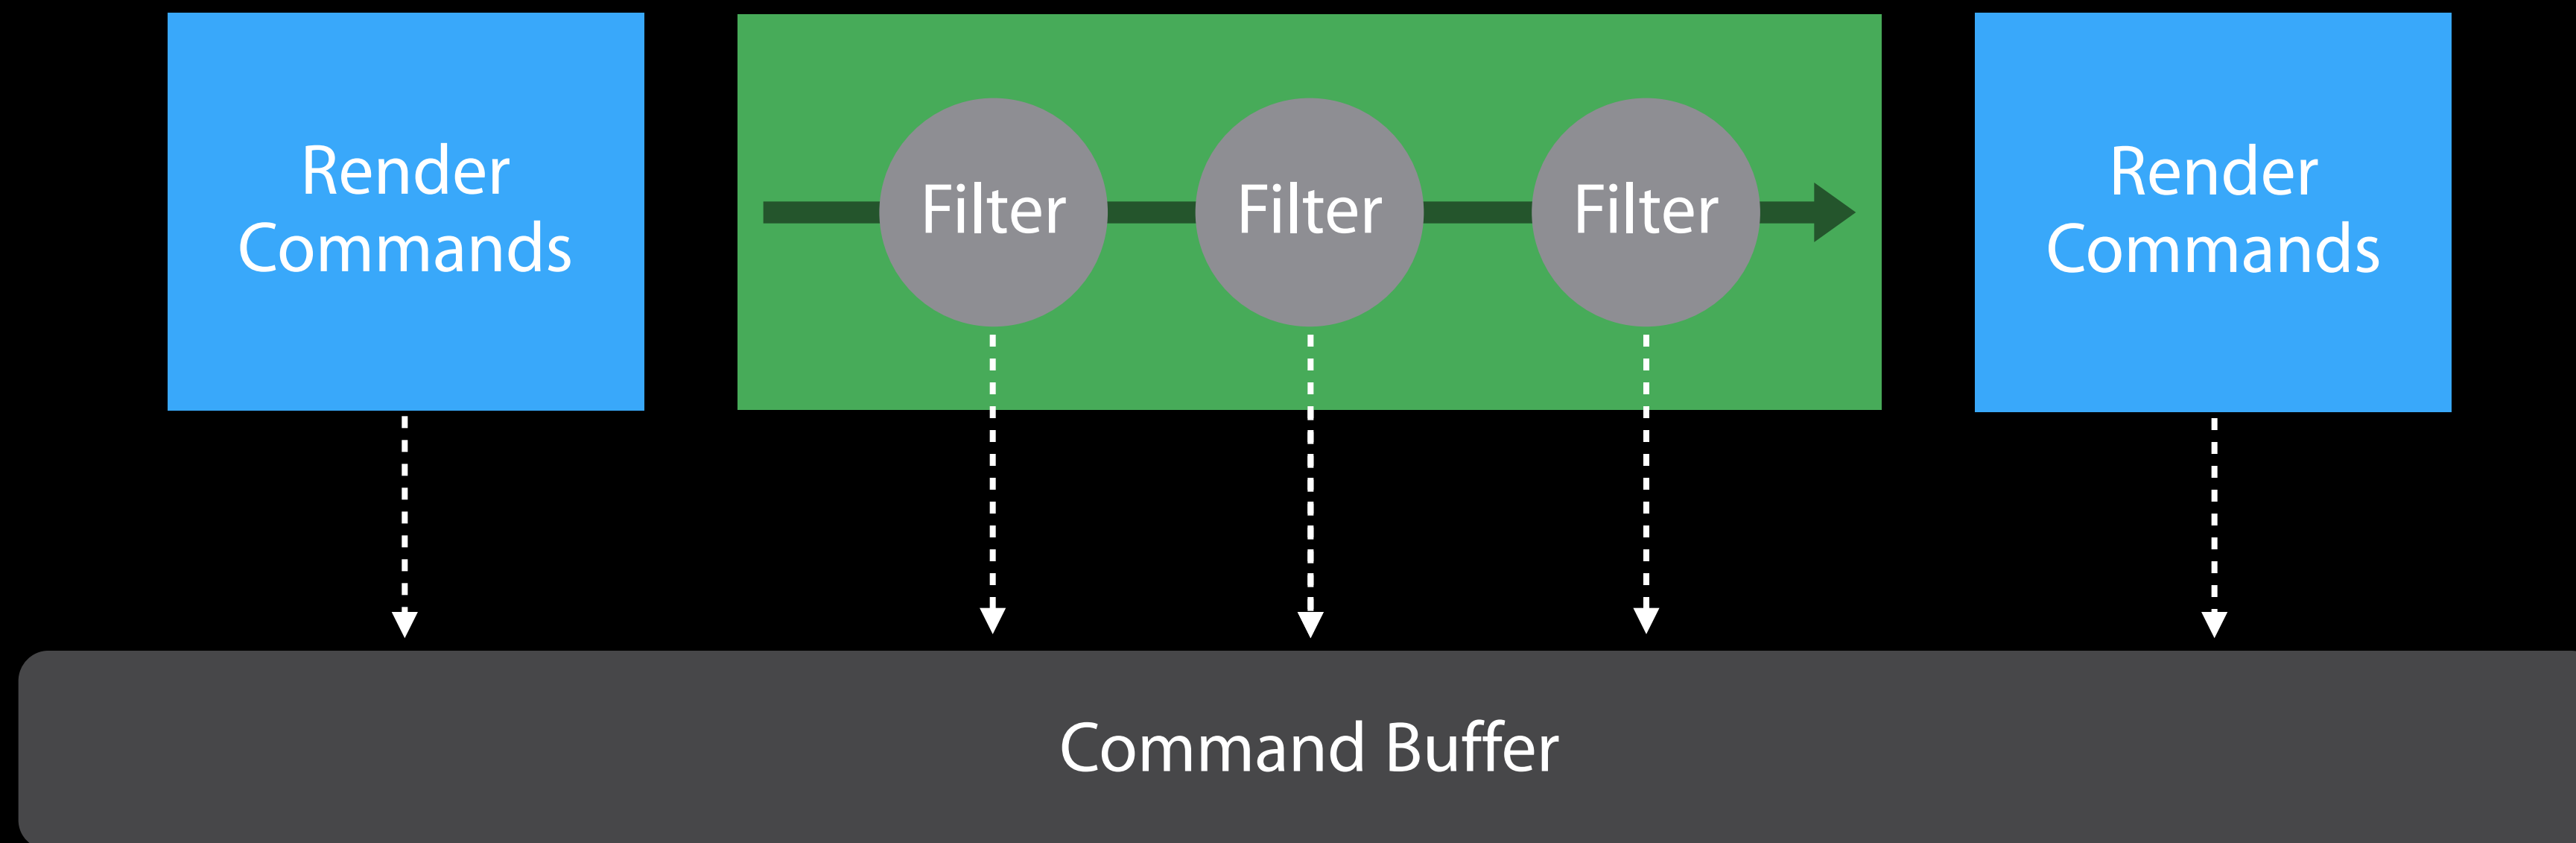 Render
Commands
Filter
Filter
Filter
Render
Commands
Command Buffer